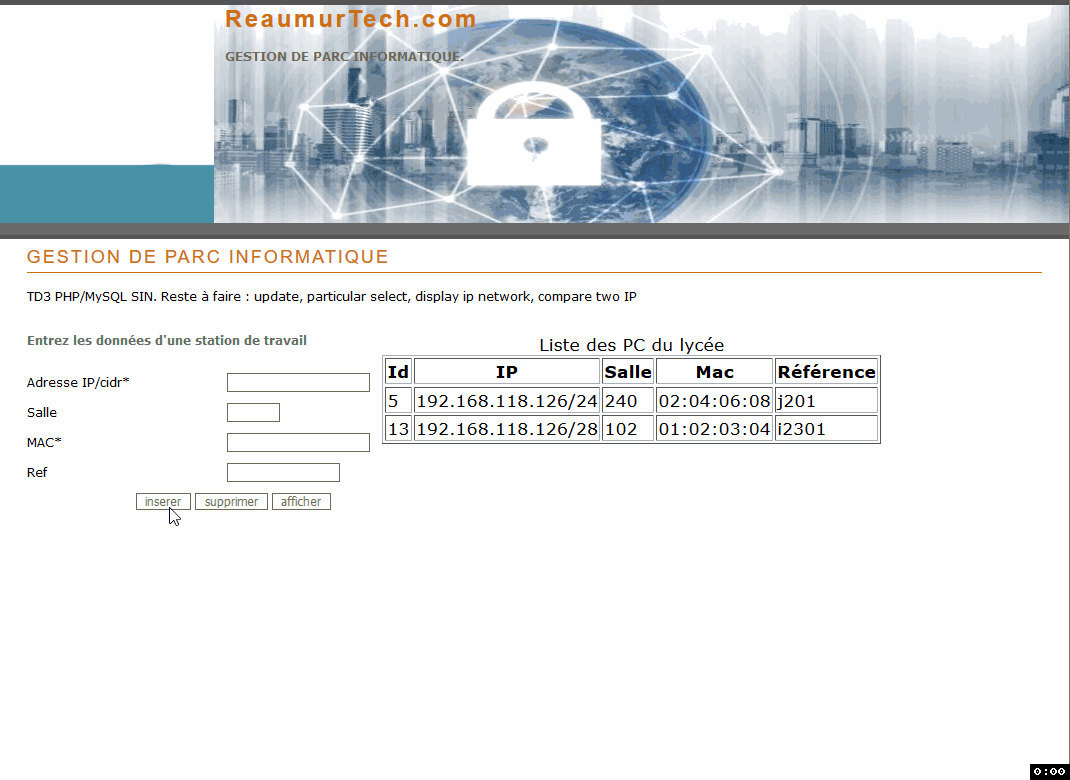 ReaumurTech.com
GESTION DE PARC INFORMATIQUE.
GESTION DE PARC INFORMATIQUE
TD3 PHP/MySQL SIN. Reste à faire : update, particular select, display ip network, compare two IP
Entrez les données d'une station de travail
Adresse IP/cidr*
Salle
MAC*
Ref
inserer supprimer afficher
Liste des PC du lycée
Id IP Salle Mac Référence
5 192.168.118.126/24 240 02:04:06:08 j201
13 192.168.118.126/28 102 01:02:03:04 i2301
0:00